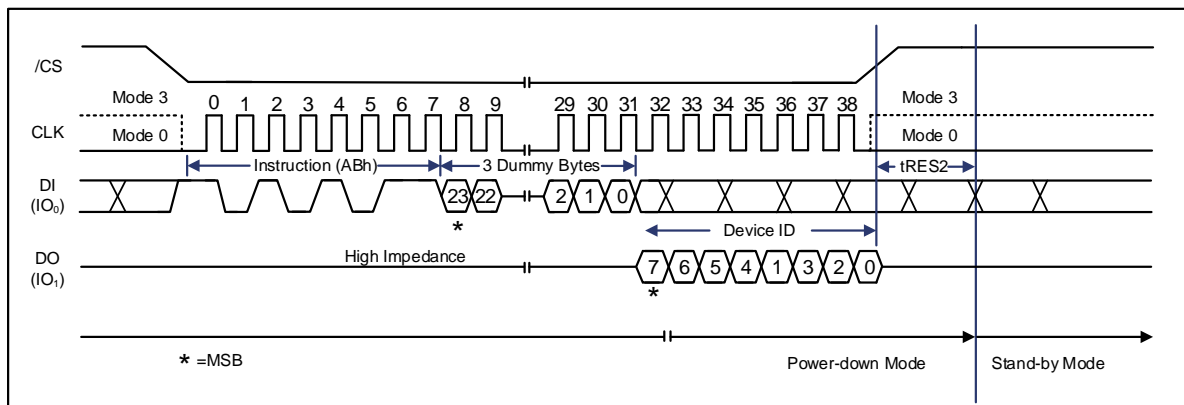 /CS
Mode 3
0 1 2 3 4 5 6 7 8 9 29 30 31 32 33 34 35 36 37 38
Mode 3
CLK
Mode 0
Mode 0
Instruction (ABh)
3 Dummy Bytes
tRES2
DI
(IO₀)
23 22 2 1 0
*
Device ID
DO
(IO₁)
High Impedance
7 6 5 4 1 3 2 0
*
* =MSB
Power-down Mode
Stand-by Mode